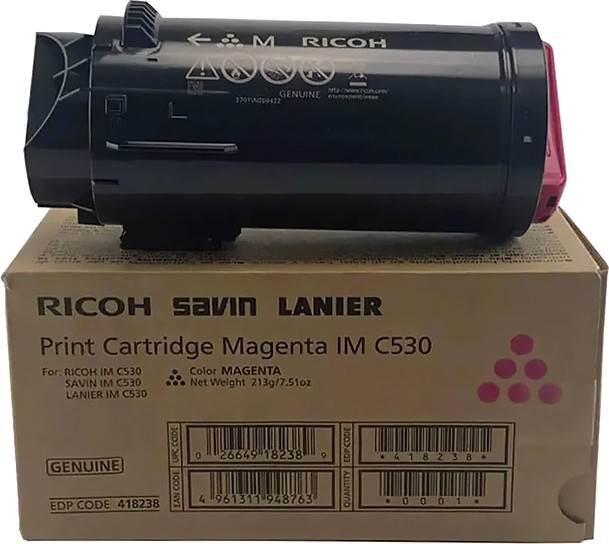 ← M RICOH
GENUINE
2701VN200422
RICOH SAVIN LANIER
Print Cartridge Magenta IM C530
For: RICOH IM C530
SAVIN IM C530
LANIER IM C530
Color MAGENTA
Net Weight 213g/7.51oz
UPC CODE
0 26649 18238 9
EDP CODE
*418238*
EAN CODE
4 961311 948763
QUANTITY
*0001*
GENUINE
EDP CODE 418238